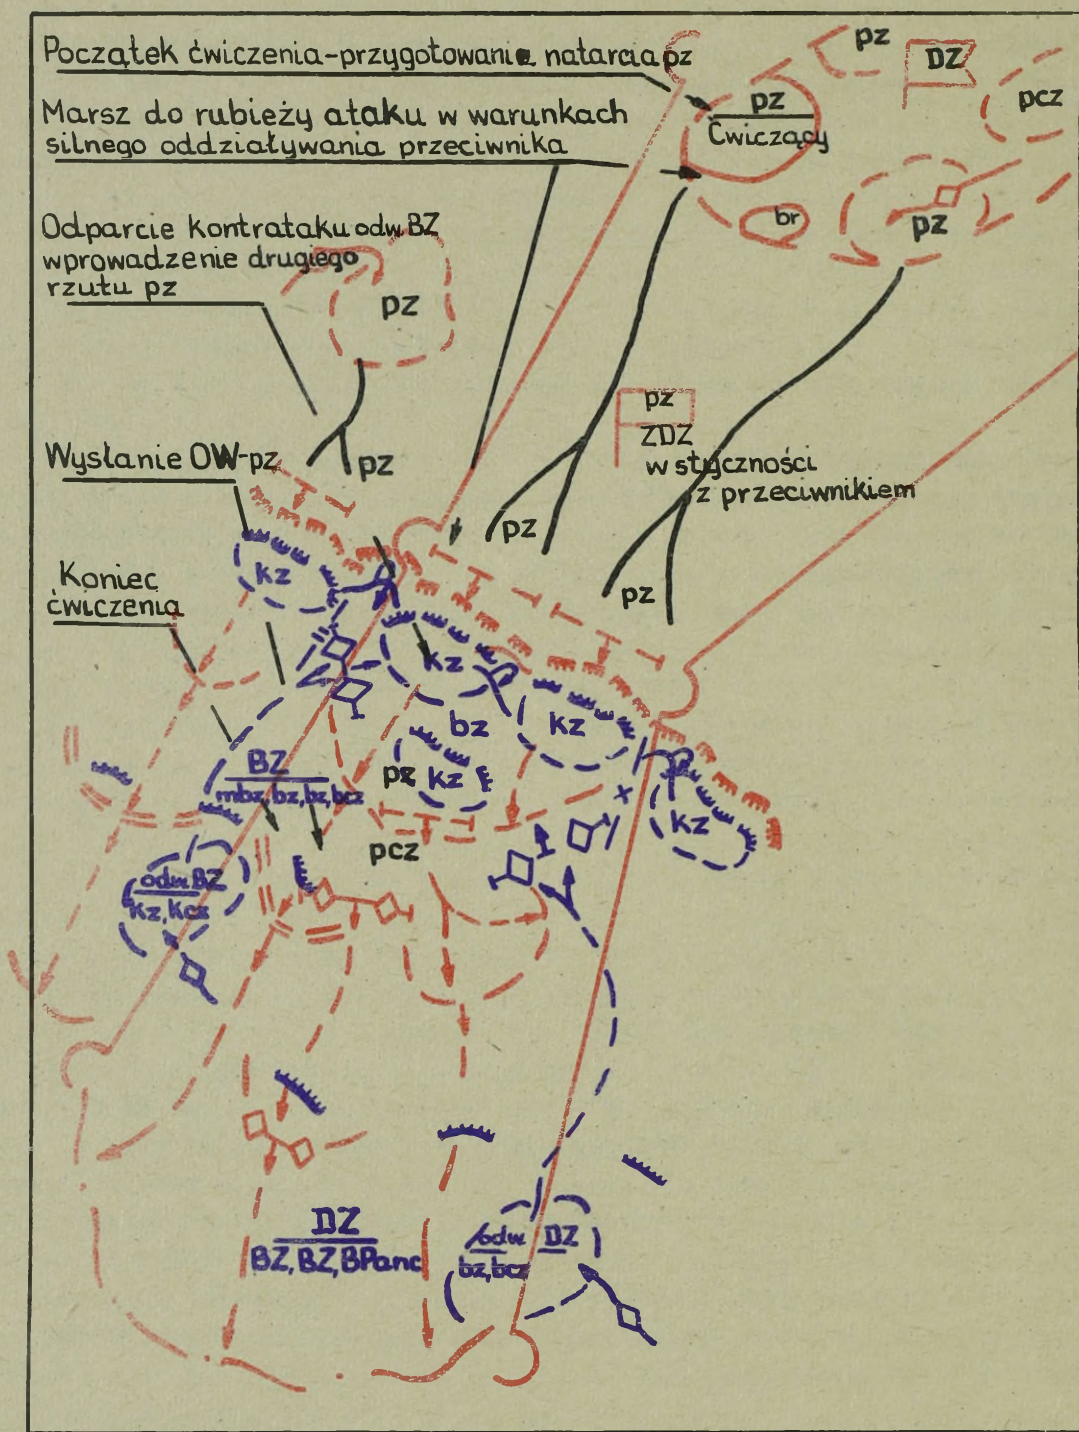 Początek ćwiczenia-przygotowanie natarcia pz
Marsz do rubieży ataku w warunkach
silnego oddziaływania przeciwnika
Odparcie kontrataku odw. BZ
wprowadzenie drugiego
rzutu pz
Wysłanie OW-pz
Koniec
ćwiczenia
pz
DZ
pcz
pz
Ćwiczący
br
pz
pz
pz
pz
ZDZ
w styczności
z przeciwnikiem
pz
pz
kz
kz
bz
kz
pz
kz
kz
BZ
mbz, bz, bz, bcz
pcz
odw. BZ
kz, kcz
DZ
BZ, BZ, BPanc
odw DZ
bz, bcz